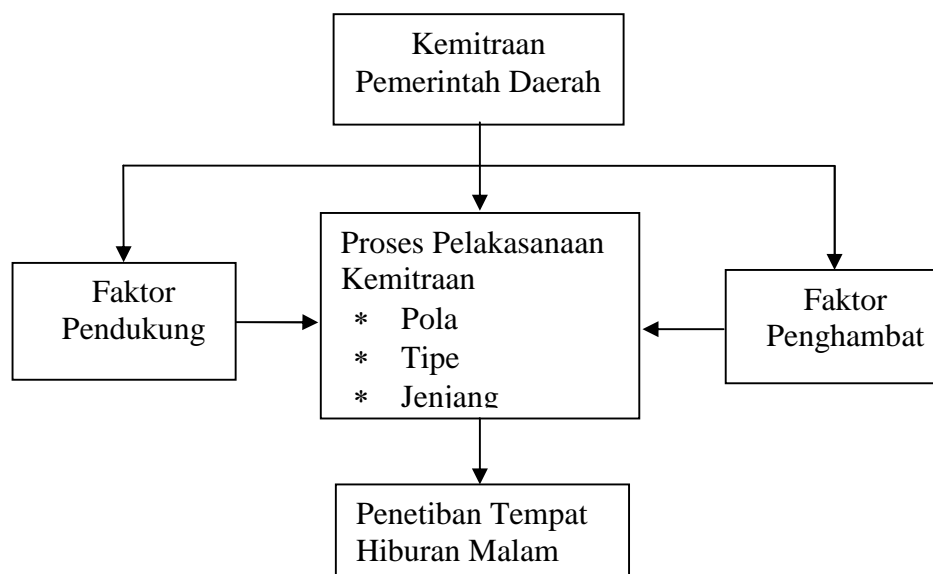 Kemitraan
Pemerintah Daerah
Proses Pelakasanaan
Kemitraan
* Pola
* Tipe
* Jenjang
Faktor
Pendukung
Faktor
Penghambat
Penetiban Tempat
Hiburan Malam